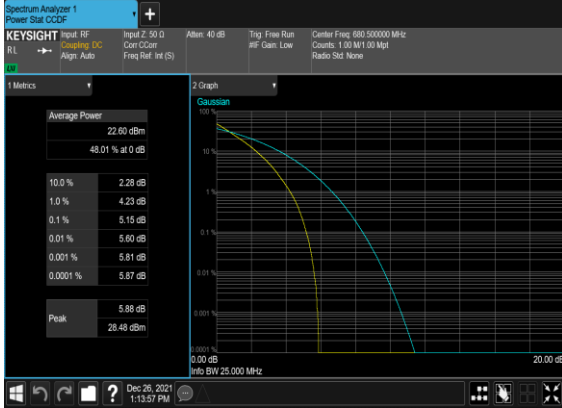 Spectrum Analyzer 1
Power Stat CCDF
KEYSIGHT
RL
Input: RF
Coupling: DC
Align: Auto
Input Z: 50 Ω
Corr CCorr
Freq Ref: Int (S)
Atten: 40 dB
Trig: Free Run
#IF Gain: Low
Center Freq: 680.500000 MHz
Counts: 1.00 M/1.00 Mpt
Radio Std: None
1 Metrics
Average Power
22.60 dBm
48.01 % at 0 dB
10.0 % 2.28 dB
1.0 % 4.23 dB
0.1 % 5.15 dB
0.01 % 5.60 dB
0.001 % 5.81 dB
0.0001 % 5.87 dB
Peak
5.88 dB
28.48 dBm
2 Graph
Gaussian
100 %
10 %
1 %
0.1 %
0.01 %
0.001 %
0.0001 %
0.00 dB
20.00 dB
Info BW 25.000 MHz
Dec 26, 2021
1:13:57 PM